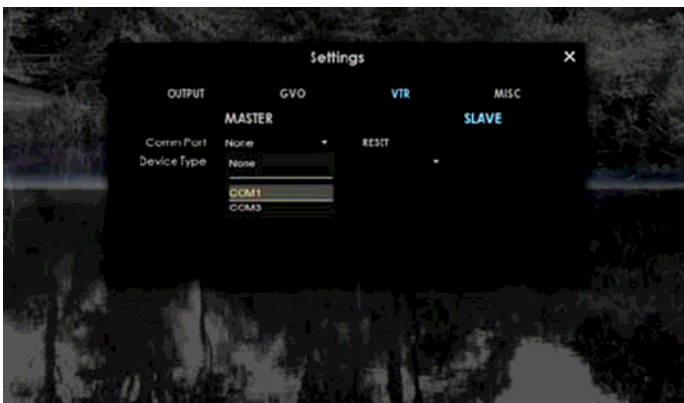 Settings ×
OUTPUT GVO VTR MISC
MASTER SLAVE
Comm Port None RESET
Device Type None
COM1
COM3